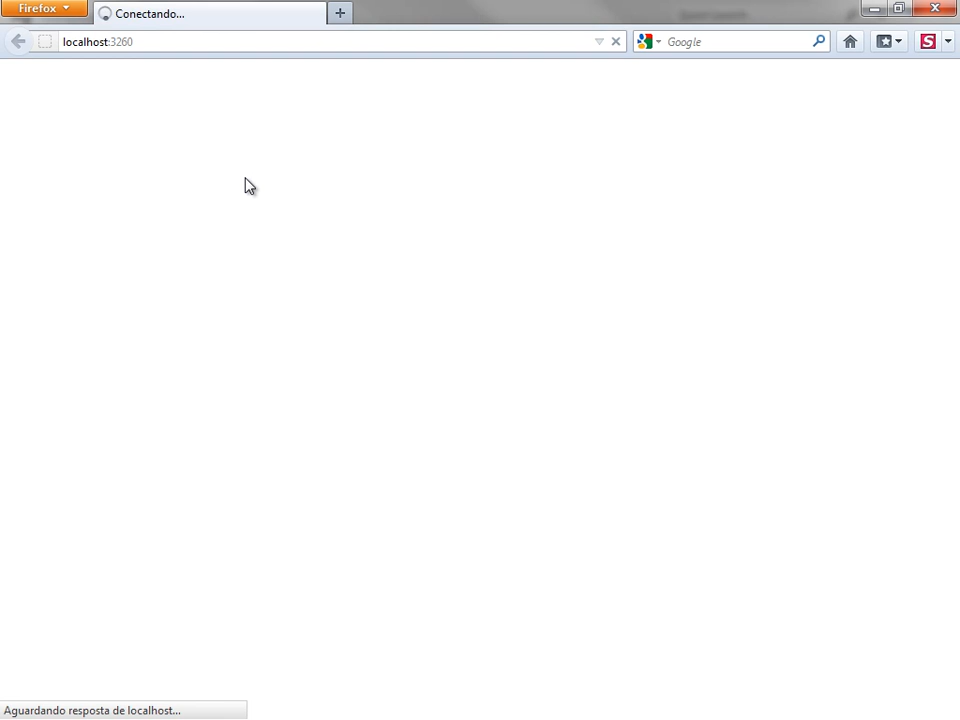 Firefox
Conectando...
localhost:3260
Google
S
Aguardando resposta de localhost...